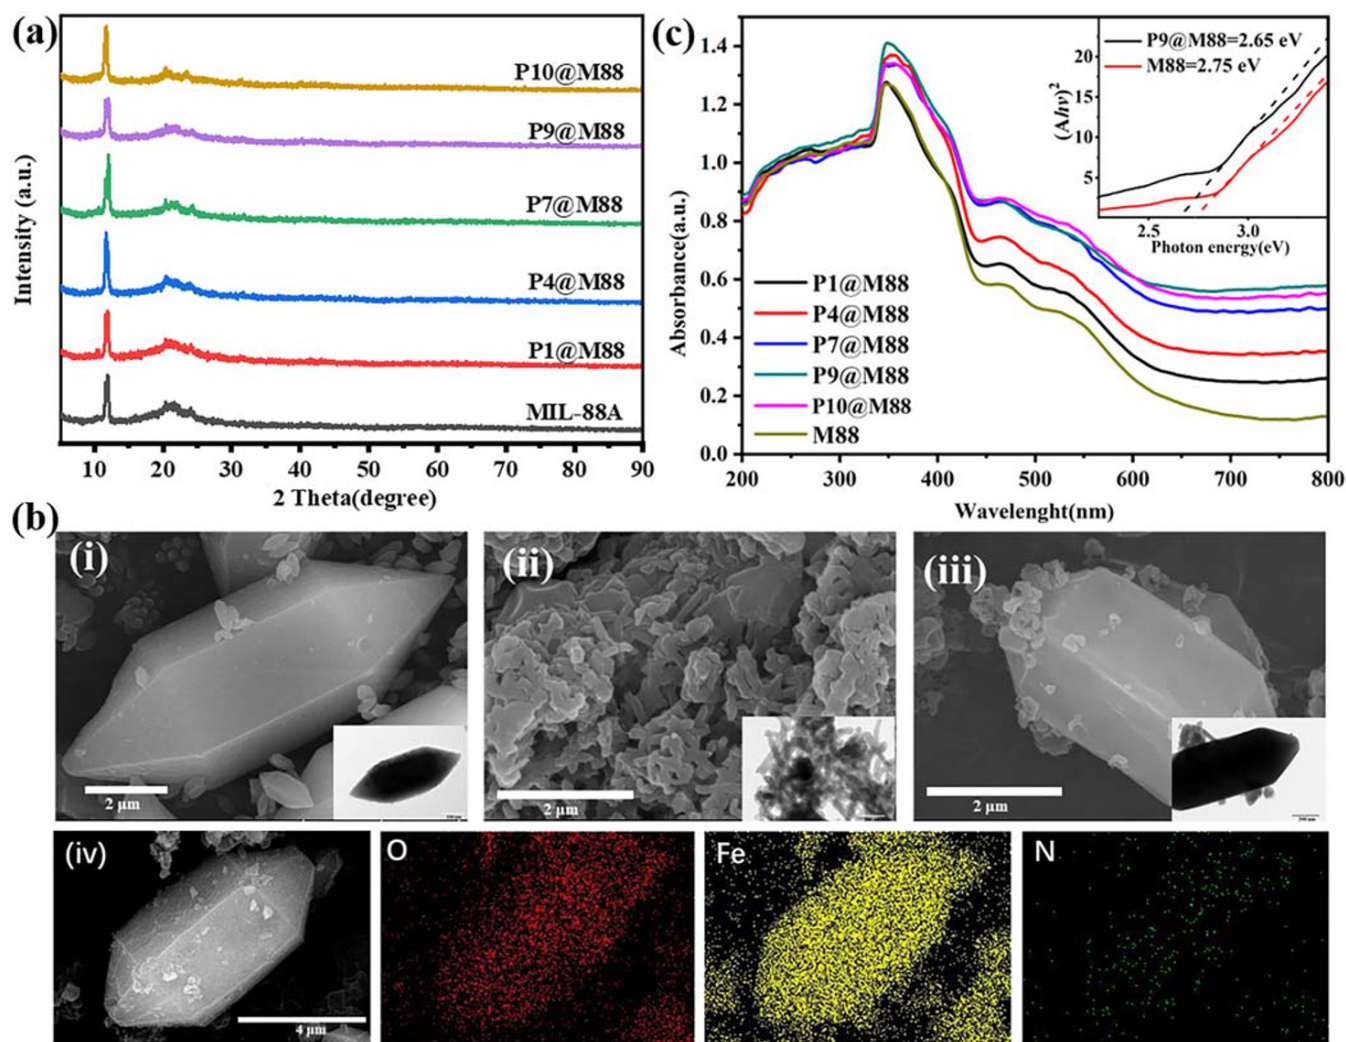 (a)
P10@M88
P9@M88
P7@M88
P4@M88
P1@M88
MIL-88A
Intensity (a.u.)
10 20 30 40 50 60 70 80 90
2 Theta(degree)
(c)
1.4
1.2
1.0
0.8
0.6
0.4
0.2
0.0
Absorbance(a.u.)
P1@M88
P4@M88
P7@M88
P9@M88
P10@M88
M88
200 300 400 500 600 700 800
Wavelenght(nm)
P9@M88=2.65 eV
M88=2.75 eV
20
15
10
5
(Ahν)²
2.5 3.0
Photon energy(eV)
(b)
(i)
2 μm
(ii)
2 μm
(iii)
2 μm
(iv)
4 μm
O
Fe
N